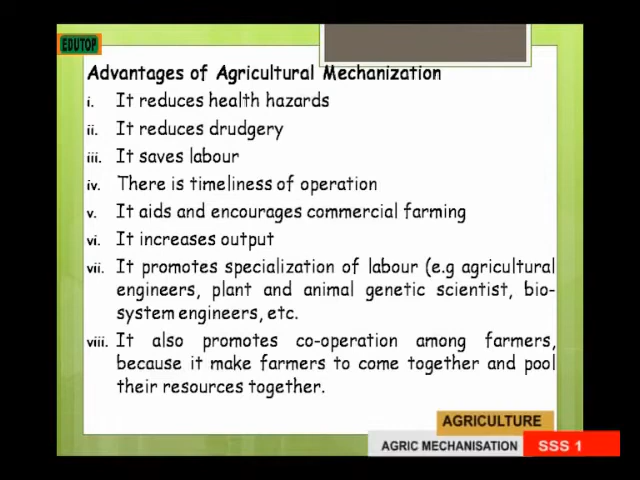 EDUTOP
Advantages of Agricultural Mechanization
i. It reduces health hazards
ii. It reduces drudgery
iii. It saves labour
iv. There is timeliness of operation
v. It aids and encourages commercial farming
vi. It increases output
vii. It promotes specialization of labour (e.g agricultural
engineers, plant and animal genetic scientist, bio-
system engineers, etc.
viii. It also promotes co-operation among farmers,
because it make farmers to come together and pool
their resources together.
AGRICULTURE
AGRIC MECHANISATION SSS 1